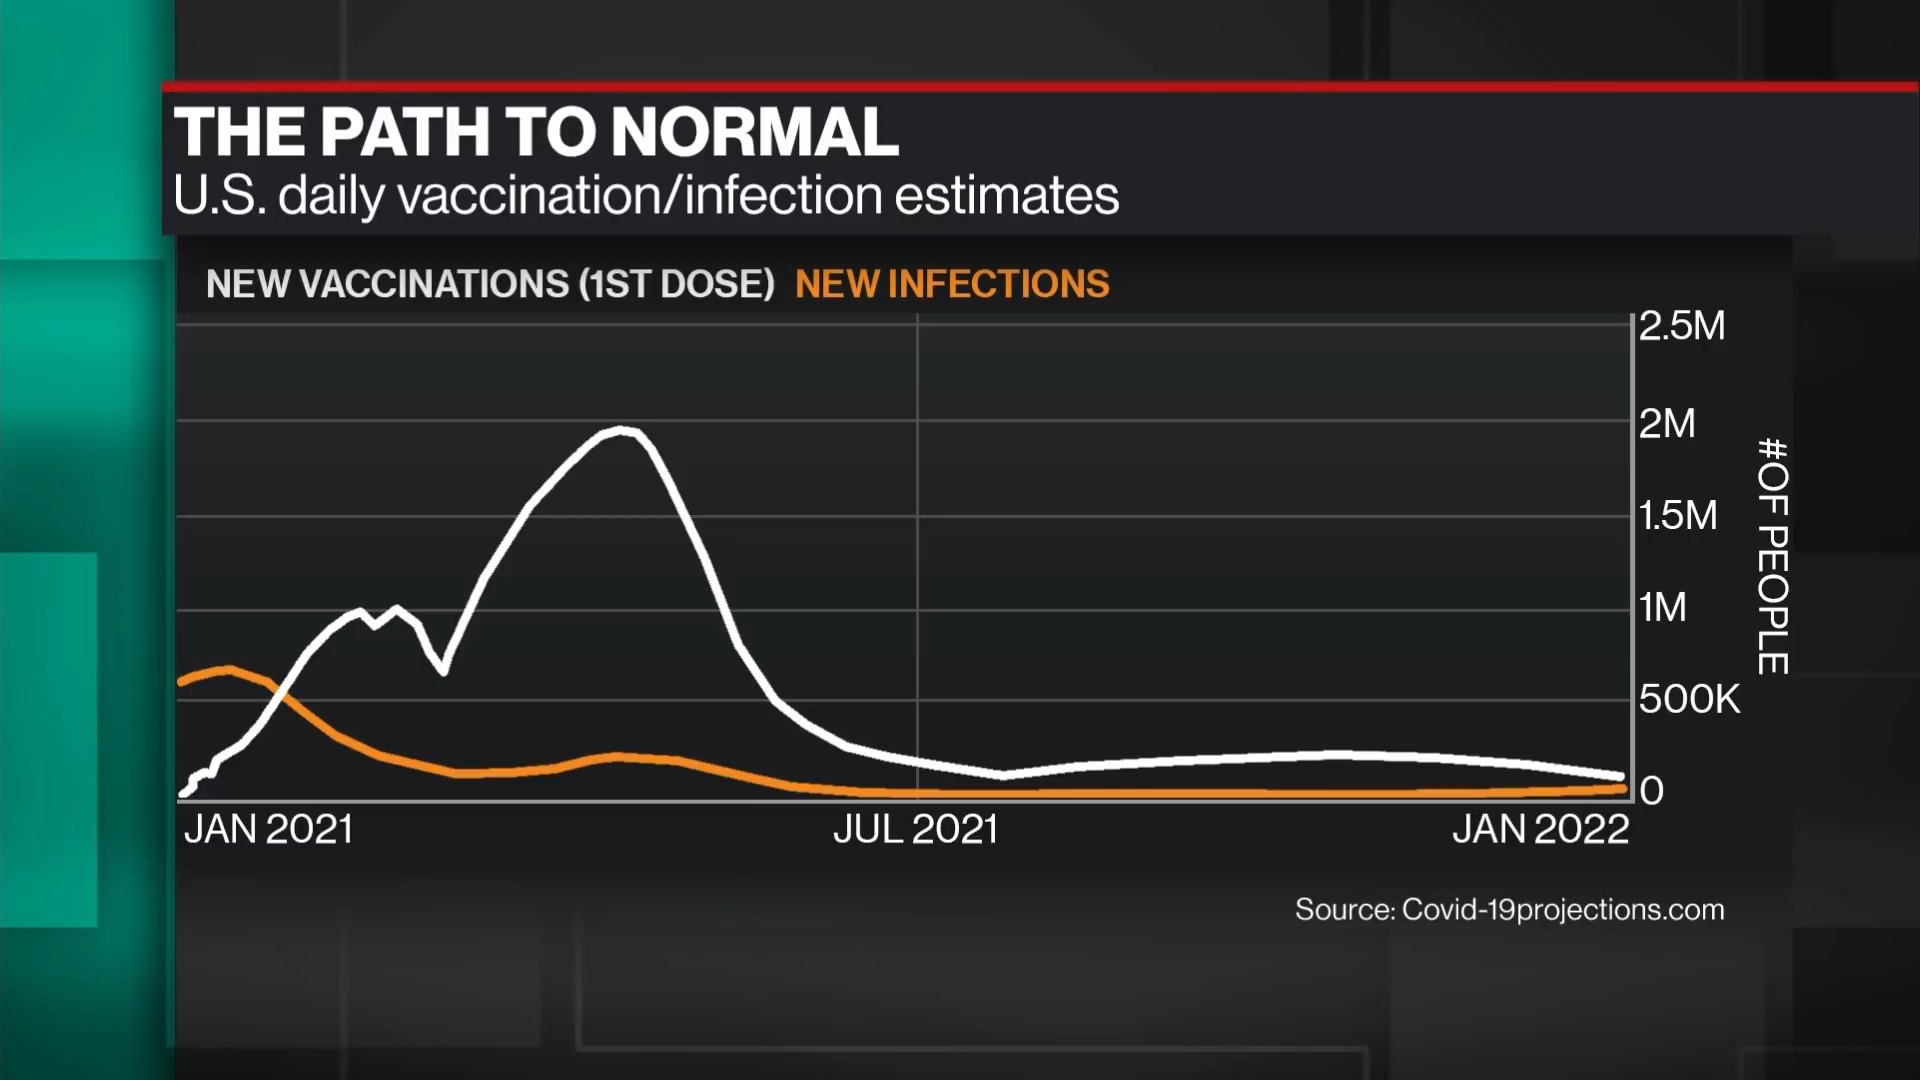 THE PATH TO NORMAL
U.S. daily vaccination/infection estimates
NEW VACCINATIONS (1ST DOSE) NEW INFECTIONS
2.5M
2M
1.5M
1M
500K
0
#OF PEOPLE
JAN 2021 JUL 2021 JAN 2022
Source: Covid-19projections.com